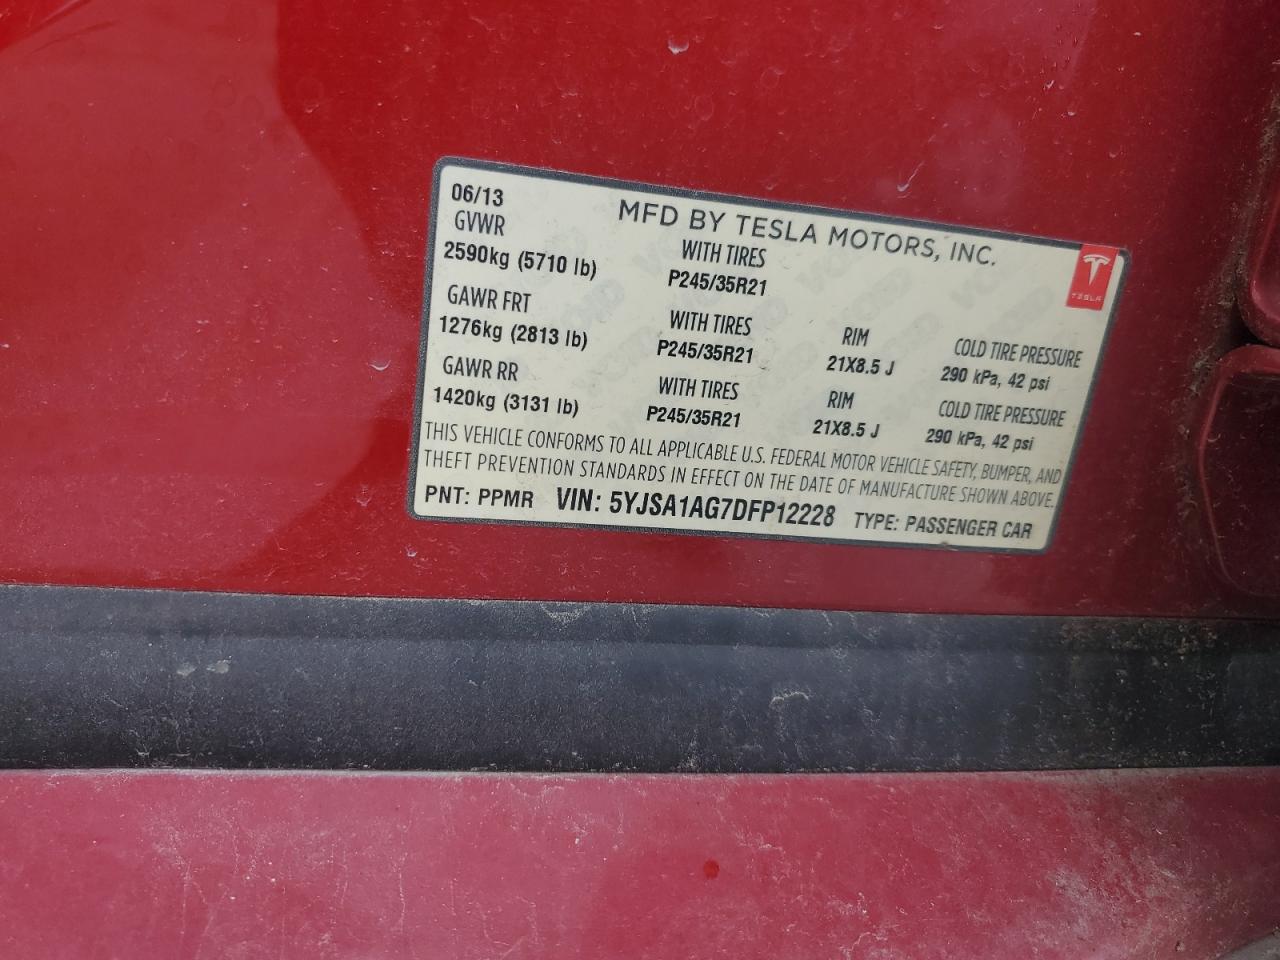 06/13
MFD BY TESLA MOTORS, INC.
GVWR WITH TIRES
2590kg (5710 lb) P245/35R21
TESLA
GAWR FRT WITH TIRES RIM COLD TIRE PRESSURE
1276kg (2813 lb) P245/35R21 21X8.5 J 290 kPa, 42 psi
GAWR RR WITH TIRES RIM COLD TIRE PRESSURE
1420kg (3131 lb) P245/35R21 21X8.5 J 290 kPa, 42 psi
THIS VEHICLE CONFORMS TO ALL APPLICABLE U.S. FEDERAL MOTOR VEHICLE SAFETY, BUMPER, AND
THEFT PREVENTION STANDARDS IN EFFECT ON THE DATE OF MANUFACTURE SHOWN ABOVE.
PNT: PPMR VIN: 5YJSA1AG7DFP12228 TYPE: PASSENGER CAR